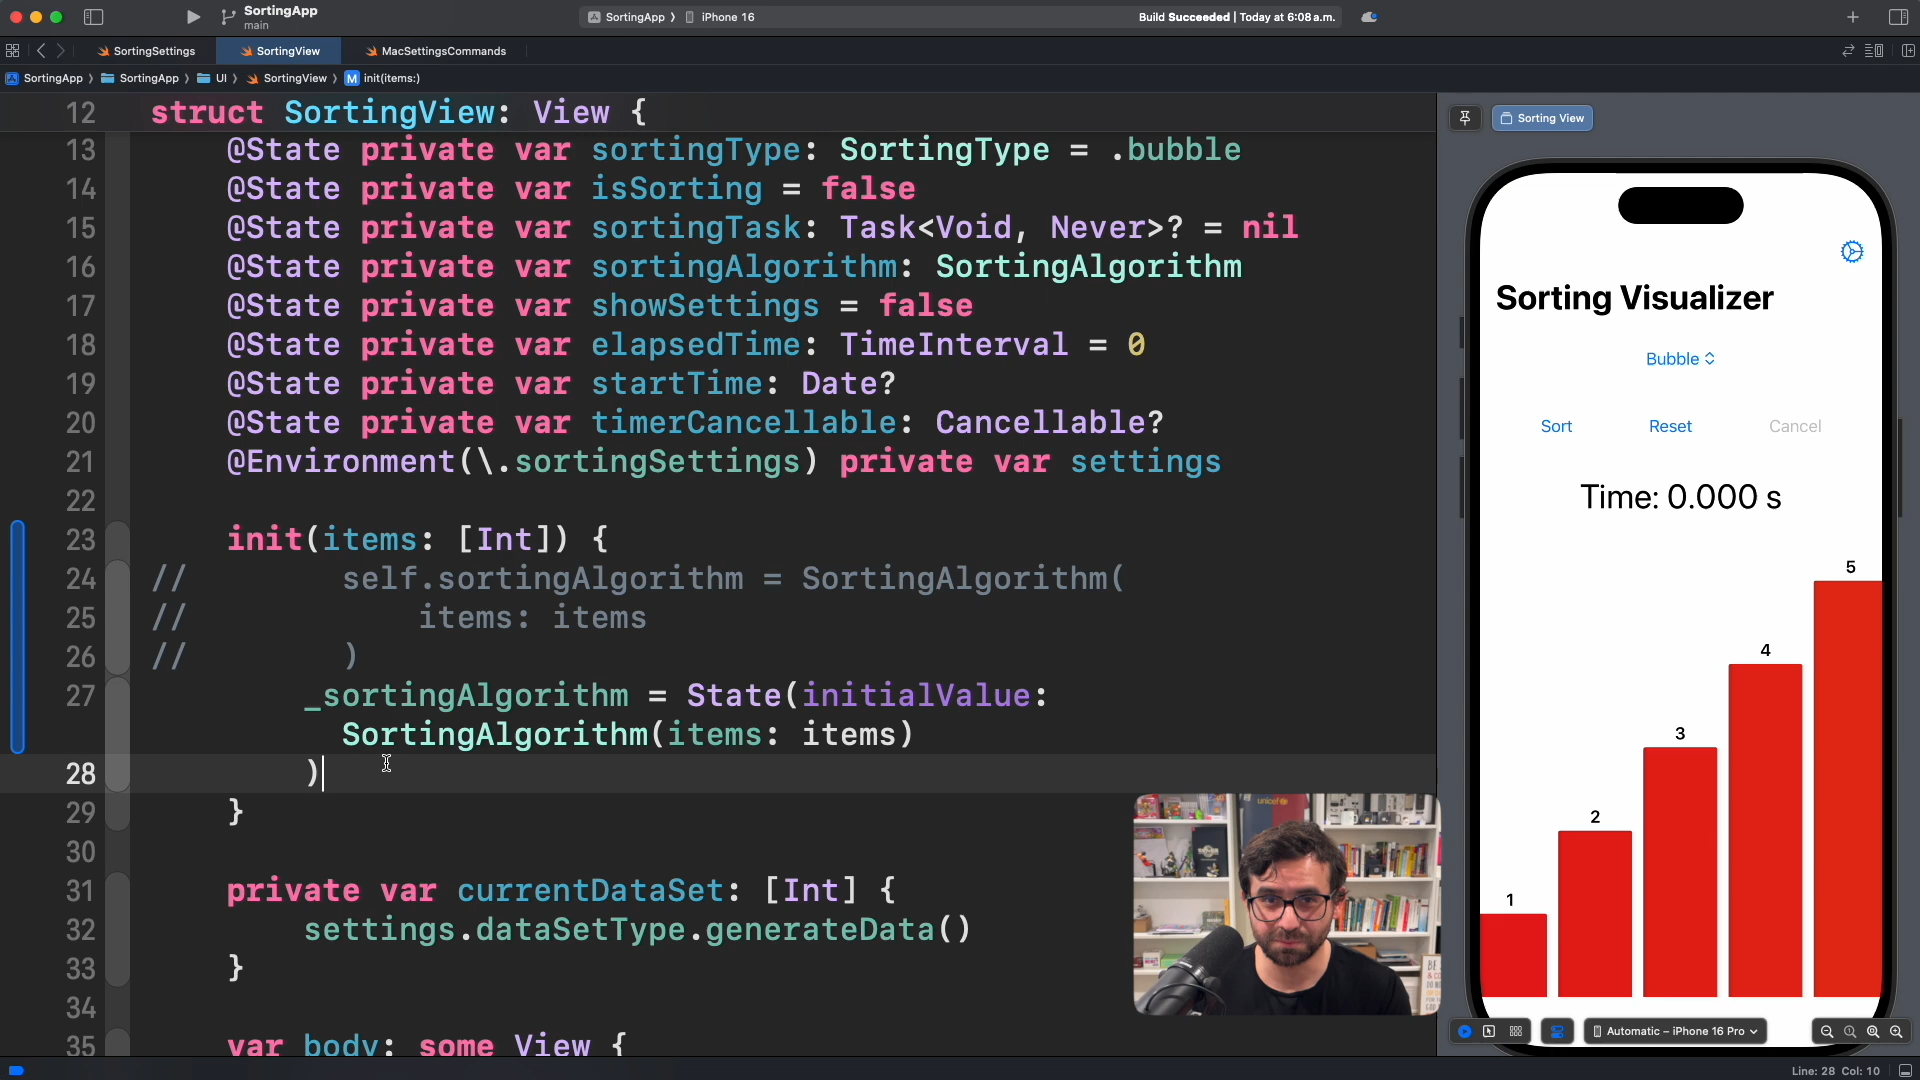 SortingApp
main
SortingApp
iPhone 16
Build Succeeded | Today at 6:08 a.m.
SortingSettings
SortingView
MacSettingsCommands
SortingApp
SortingApp
UI
SortingView
M
init(items:)
12 struct SortingView: View {
13 @State private var sortingType: SortingType = .bubble
14 @State private var isSorting = false
15 @State private var sortingTask: Task<Void, Never>? = nil
16 @State private var sortingAlgorithm: SortingAlgorithm
17 @State private var showSettings = false
18 @State private var elapsedTime: TimeInterval = 0
19 @State private var startTime: Date?
20 @State private var timerCancellable: Cancellable?
21 @Environment(\.sortingSettings) private var settings
22
23 init(items: [Int]) {
24 // self.sortingAlgorithm = SortingAlgorithm(
25 // items: items
26 // )
27 _sortingAlgorithm = State(initialValue:
SortingAlgorithm(items: items)
28 )
29 }
30
31 private var currentDataSet: [Int] {
32 settings.dataSetType.generateData()
33 }
34
35 var body: some View {
Sorting View
Sorting Visualizer
Bubble
Sort
Reset
Cancel
Time: 0.000 s
1
2
3
4
5
unicef
Automatic – iPhone 16 Pro
Line: 28 Col: 10